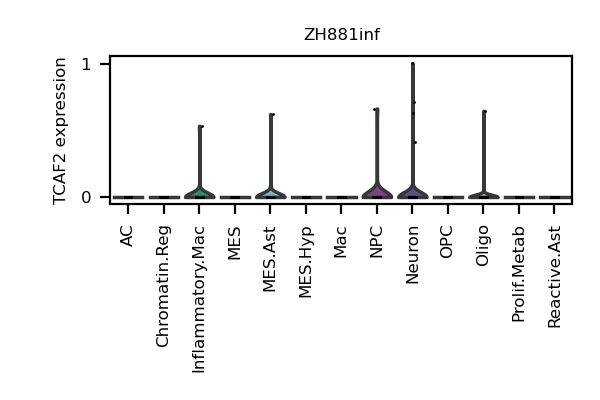 ZH881inf
TCAF2 expression
1
0
AC
Chromatin.Reg
Inflammatory.Mac
MES
MES.Ast
MES.Hyp
Mac
NPC
Neuron
OPC
Oligo
Prolif.Metab
Reactive.Ast